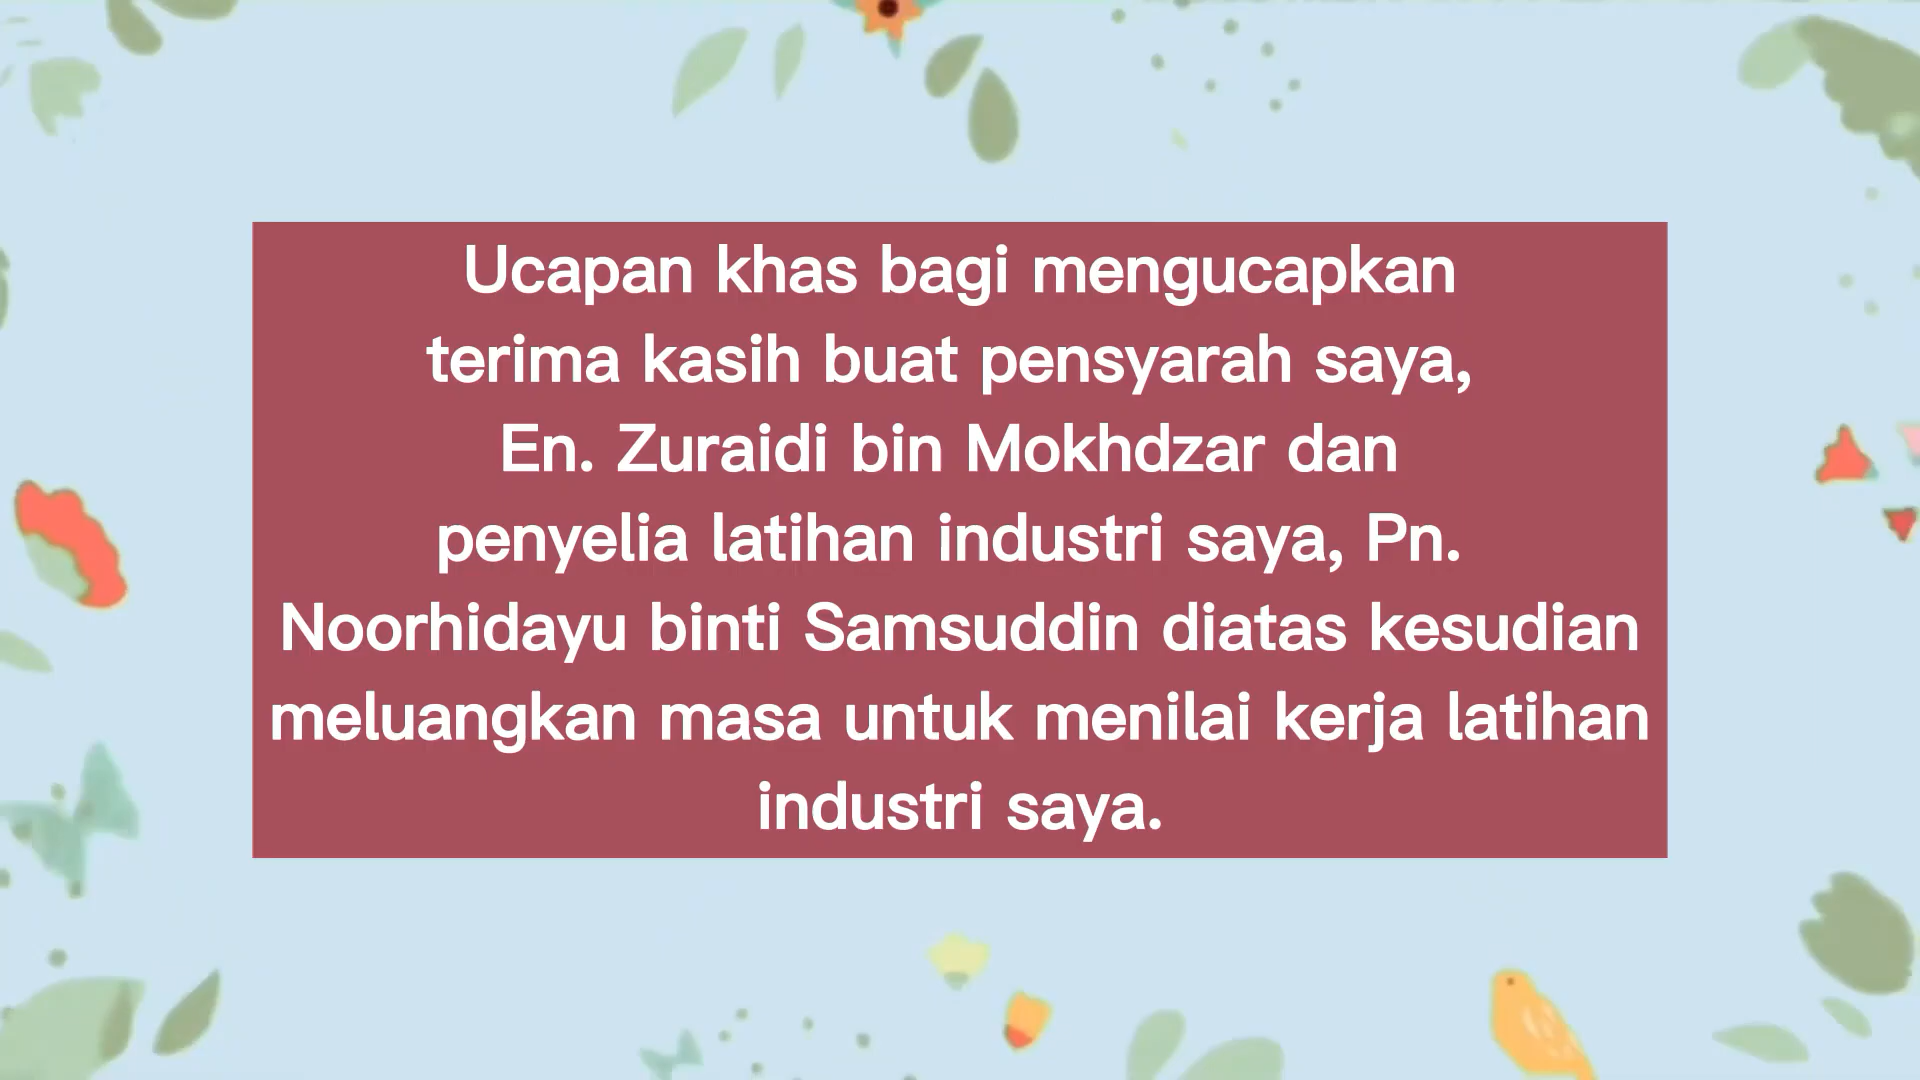 Ucapan khas bagi mengucapkan
terima kasih buat pensyarah saya,
En. Zuraidi bin Mokhdzar dan
penyelia latihan industri saya, Pn.
Noorhidayu binti Samsuddin diatas kesudian
meluangkan masa untuk menilai kerja latihan
industri saya.